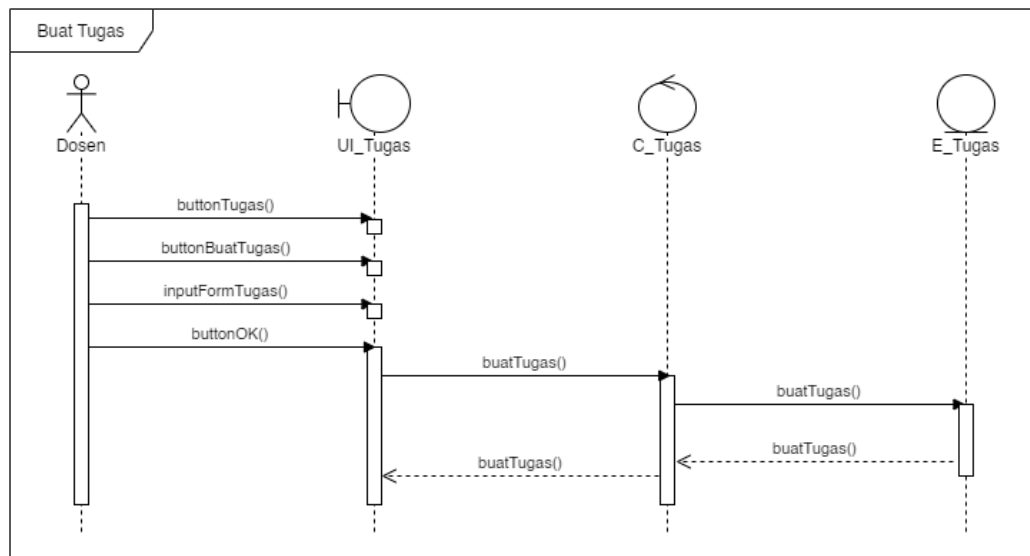 Buat Tugas
Dosen
UI_Tugas
C_Tugas
E_Tugas
buttonTugas()
buttonBuatTugas()
inputFormTugas()
buttonOK()
buatTugas()
buatTugas()
buatTugas()
buatTugas()